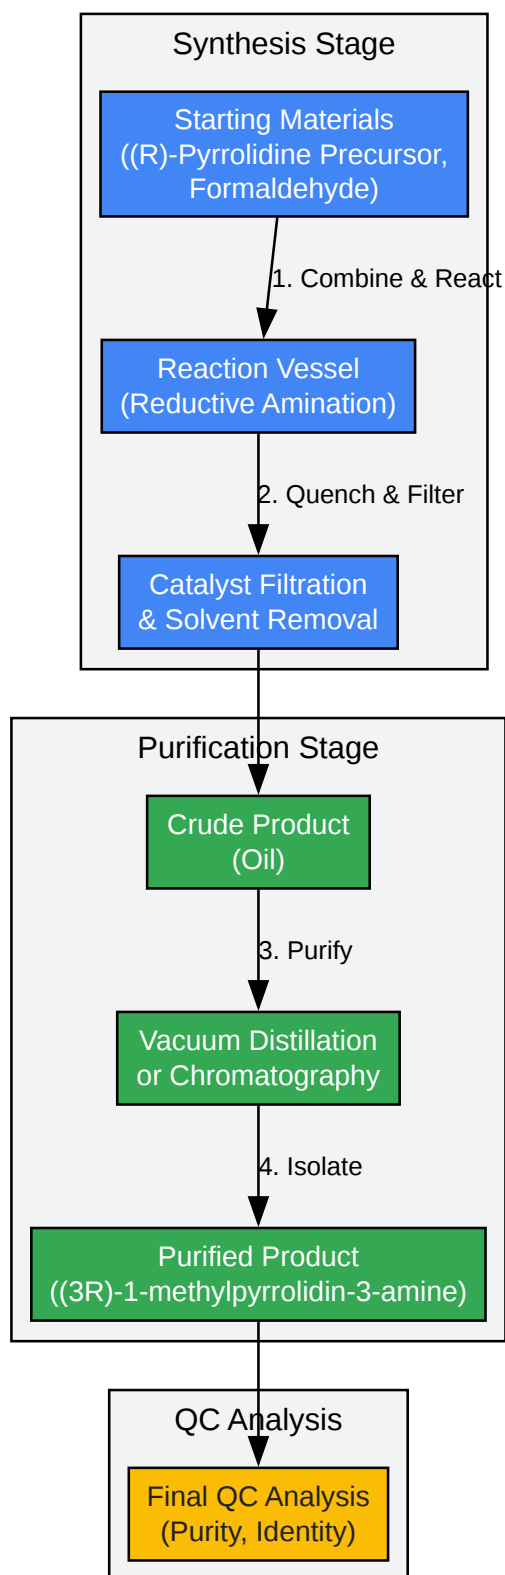 Synthesis Stage
Starting Materials
((R)-Pyrrolidine Precursor,
Formaldehyde)
1. Combine & React
Reaction Vessel
(Reductive Amination)
2. Quench & Filter
Catalyst Filtration
& Solvent Removal
Purification Stage
Crude Product
(Oil)
3. Purify
Vacuum Distillation
or Chromatography
4. Isolate
Purified Product
((3R)-1-methylpyrrolidin-3-amine)
QC Analysis
Final QC Analysis
(Purity, Identity)